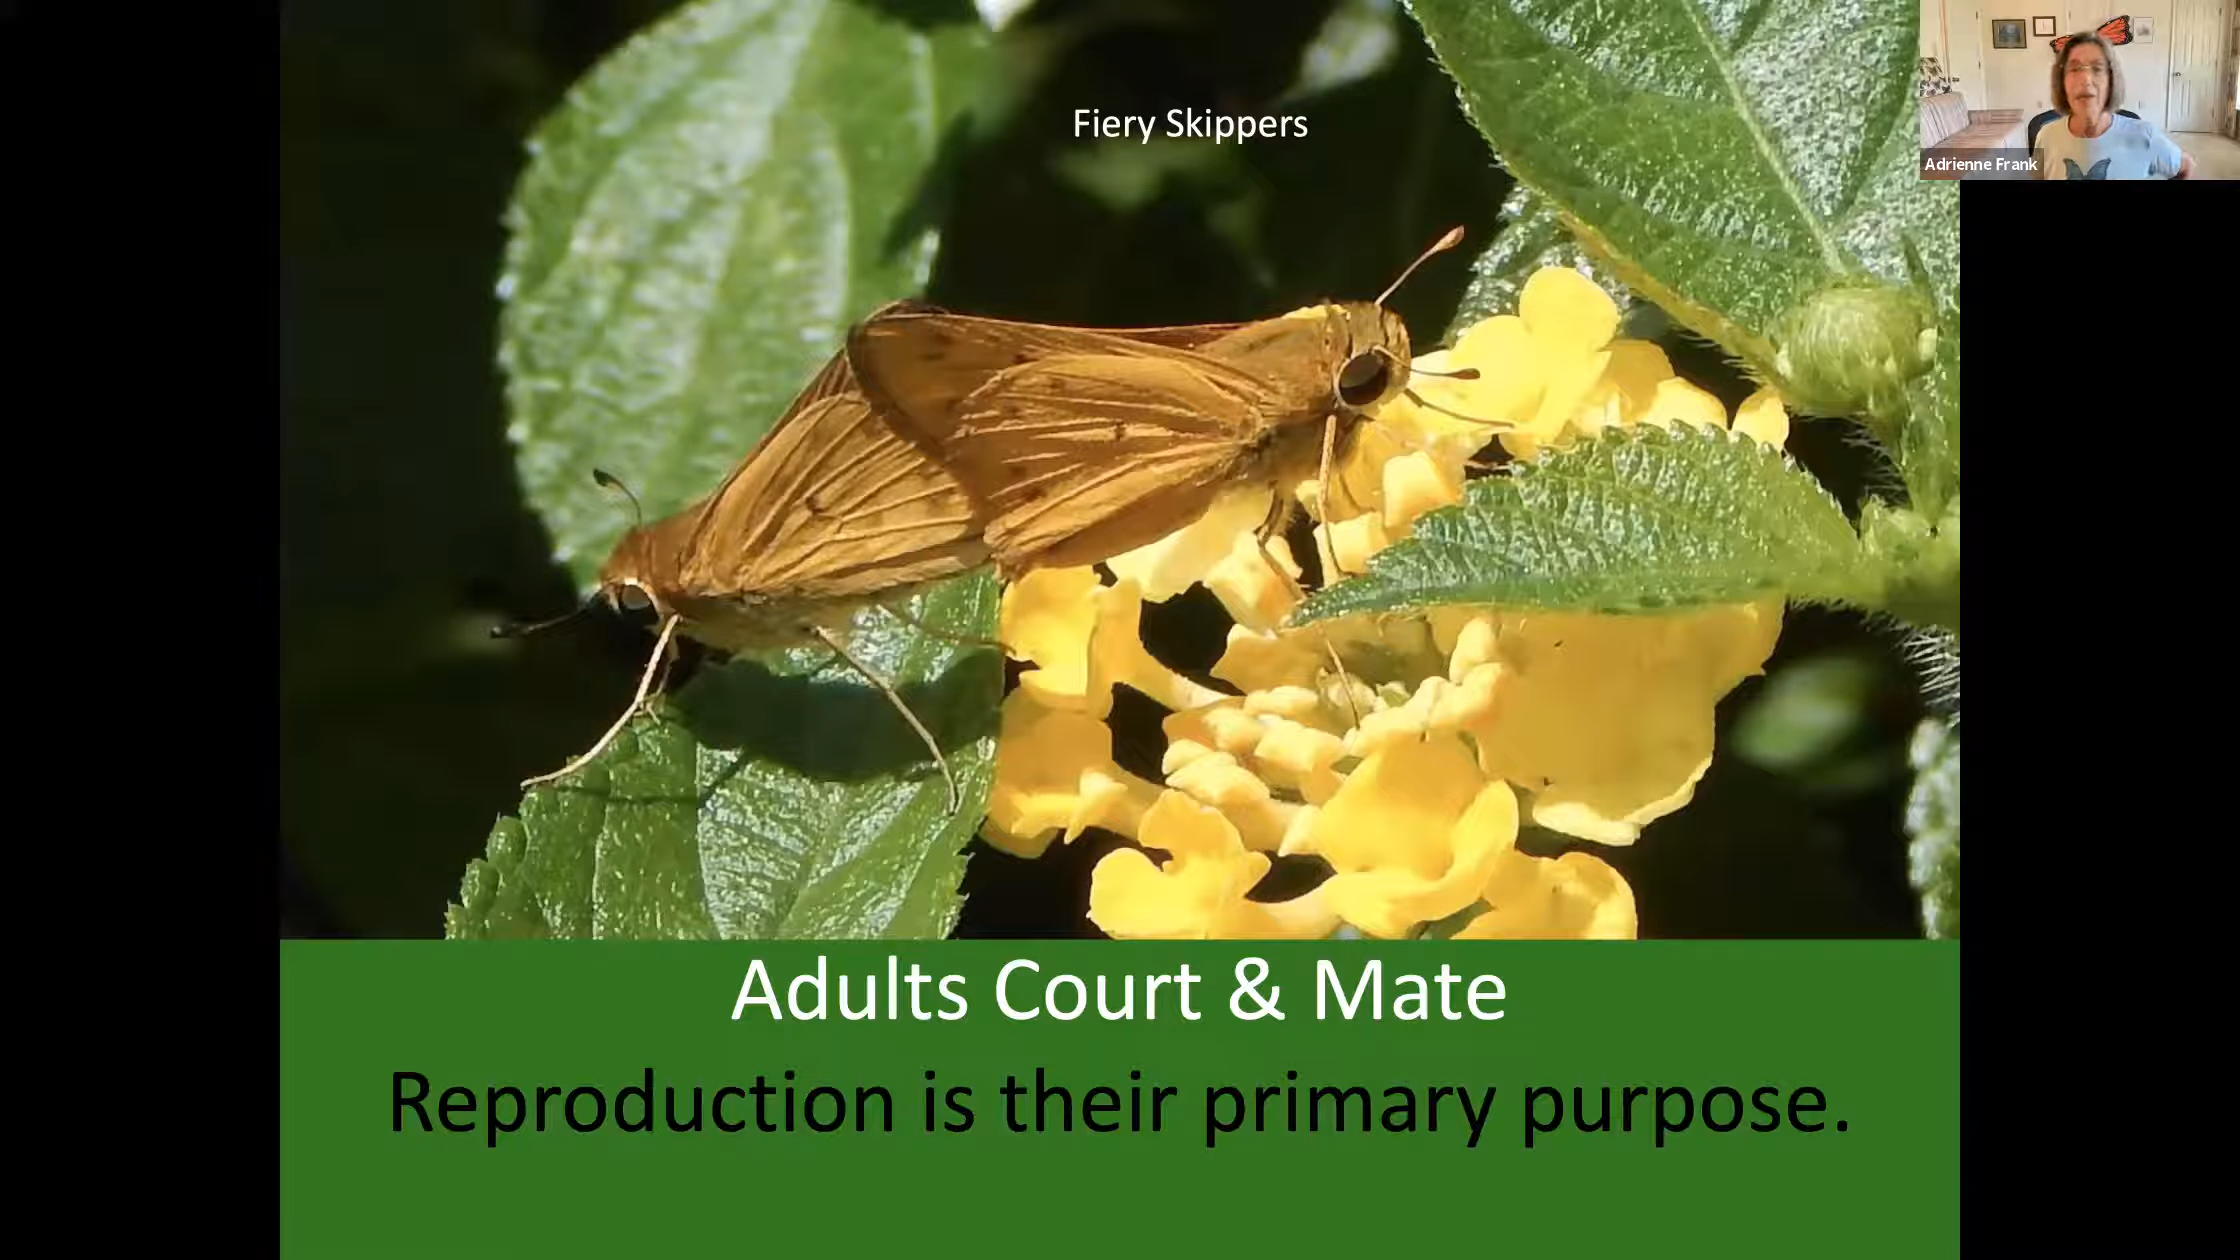 Fiery Skippers
Adrienne Frank
Adults Court & Mate
Reproduction is their primary purpose.